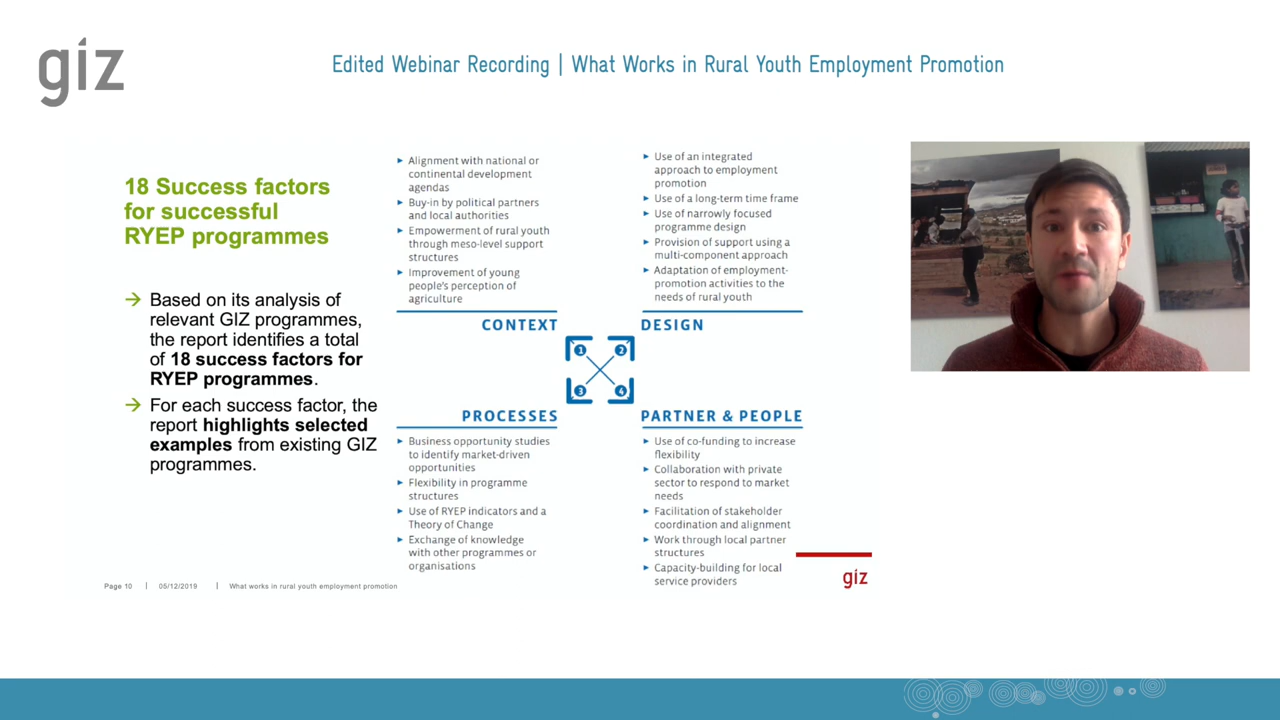 giz
Edited Webinar Recording | What Works in Rural Youth Employment Promotion
18 Success factors
for successful
RYEP programmes
→ Based on its analysis of
relevant GIZ programmes,
the report identifies a total
of 18 success factors for
RYEP programmes.
→ For each success factor, the
report highlights selected
examples from existing GIZ
programmes.
▸ Alignment with national or
continental development
agendas
▸ Buy-in by political partners
and local authorities
▸ Empowerment of rural youth
through meso-level support
structures
▸ Improvement of young
people's perception of
agriculture
CONTEXT
▸ Use of an integrated
approach to employment
promotion
▸ Use of a long-term time frame
▸ Use of narrowly focused
programme design
▸ Provision of support using a
multi-component approach
▸ Adaptation of employment-
promotion activities to the
needs of rural youth
DESIGN
1 2
3 4
PROCESSES
▸ Business opportunity studies
to identify market-driven
opportunities
▸ Flexibility in programme
structures
▸ Use of RYEP indicators and a
Theory of Change
▸ Exchange of knowledge
with other programmes or
organisations
PARTNER & PEOPLE
▸ Use of co-funding to increase
flexibility
▸ Collaboration with private
sector to respond to market
needs
▸ Facilitation of stakeholder
coordination and alignment
▸ Work through local partner
structures
▸ Capacity-building for local
service providers
giz
Page 10 | 05/12/2019 | What works in rural youth employment promotion